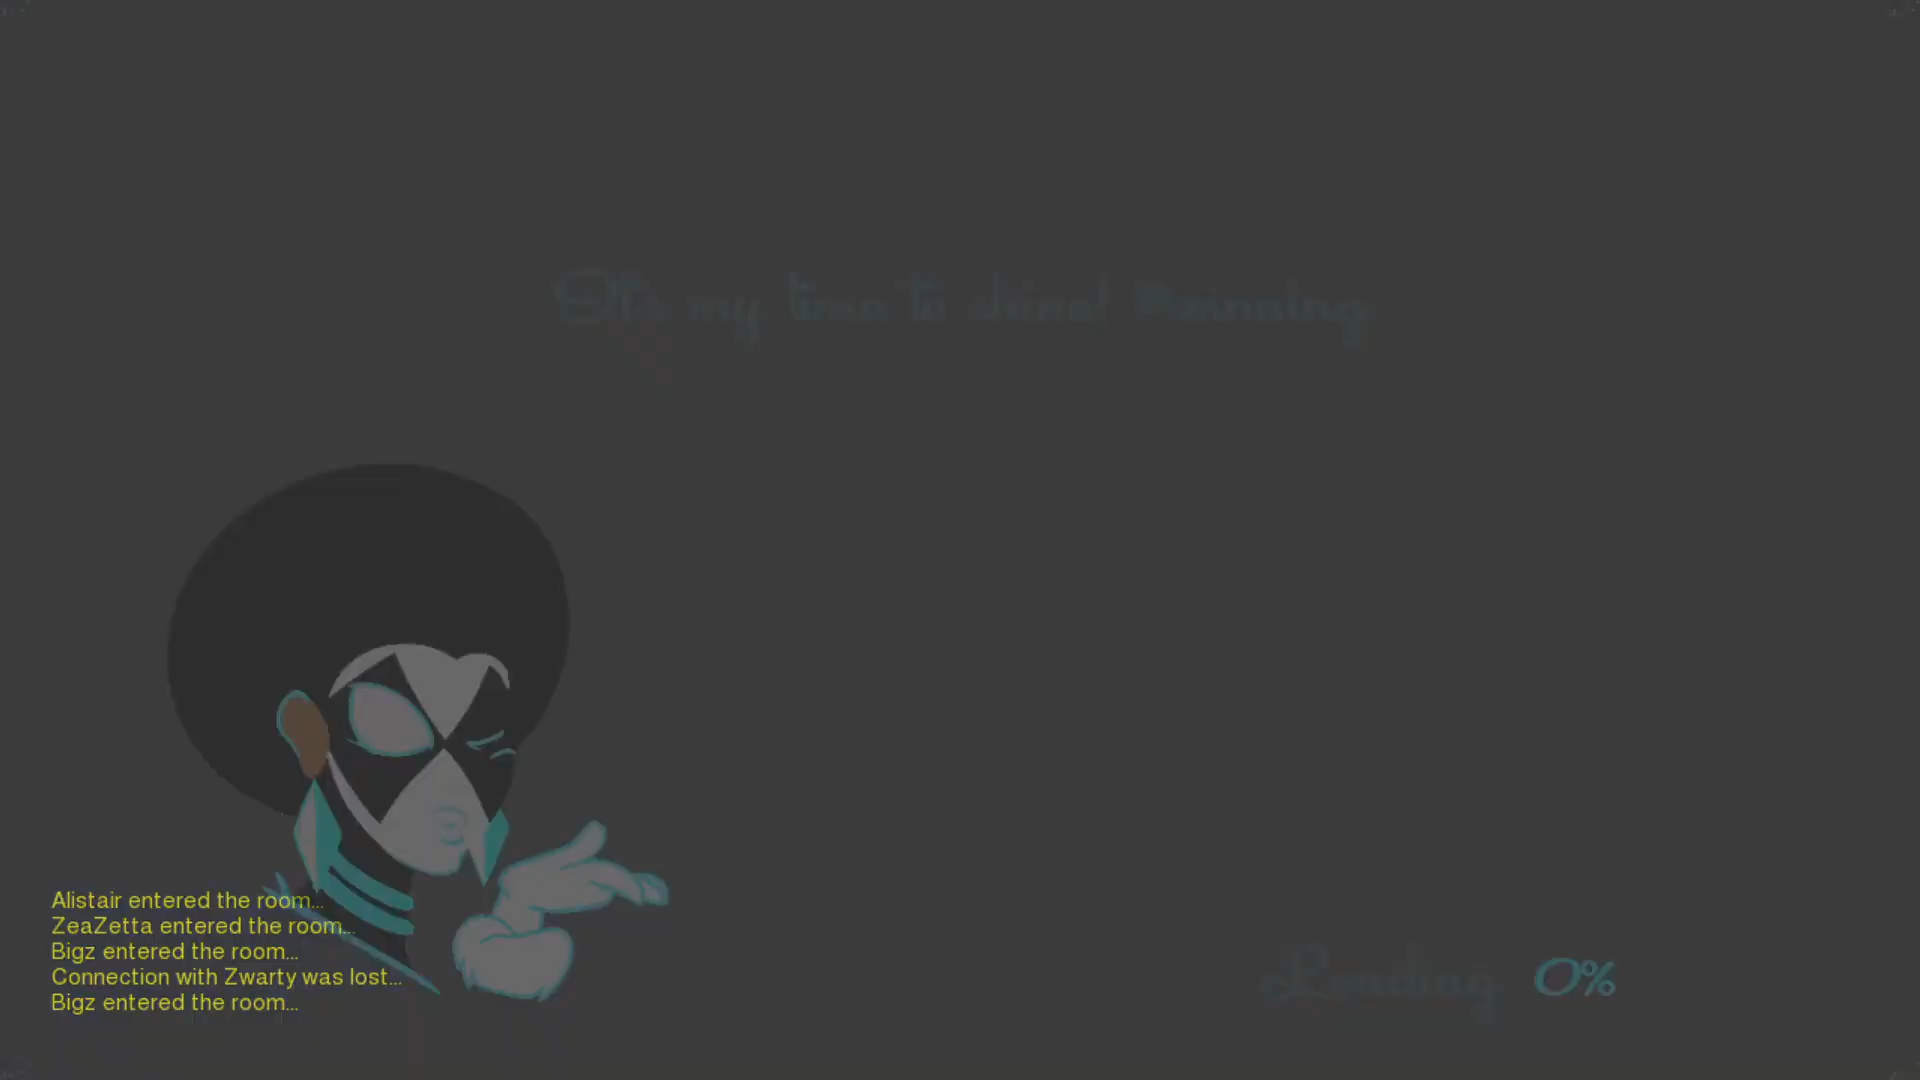 It's my time to shine! #winning
Alistair entered the room...
ZeaZetta entered the room...
Bigz entered the room...
Connection with Zwarty was lost...
Bigz entered the room...
Loading 0%